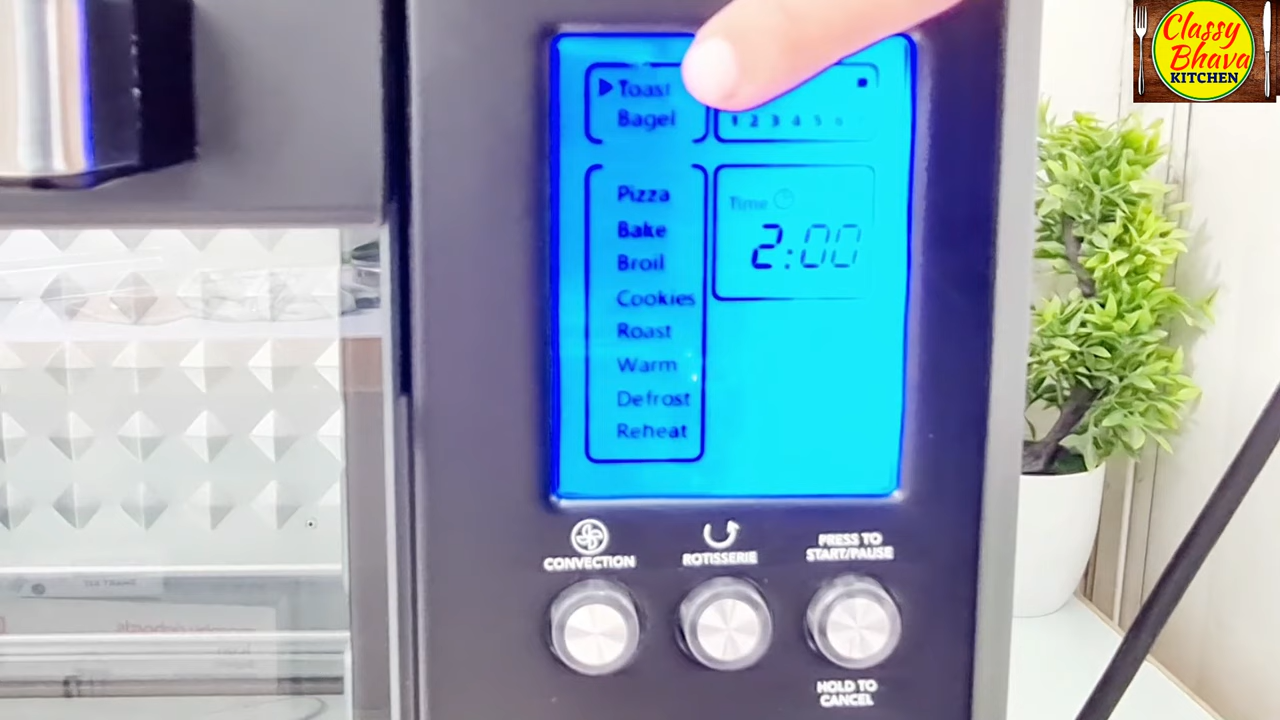 Classy
Bhava
KITCHEN
Toast
Bagel
1 2 3 4 5 6
Pizza
Bake
Broil
Cookies
Roast
Warm
Defrost
Reheat
Time
2:00
CONVECTION
ROTISSERIE
PRESS TO
START/PAUSE
HOLD TO
CANCEL